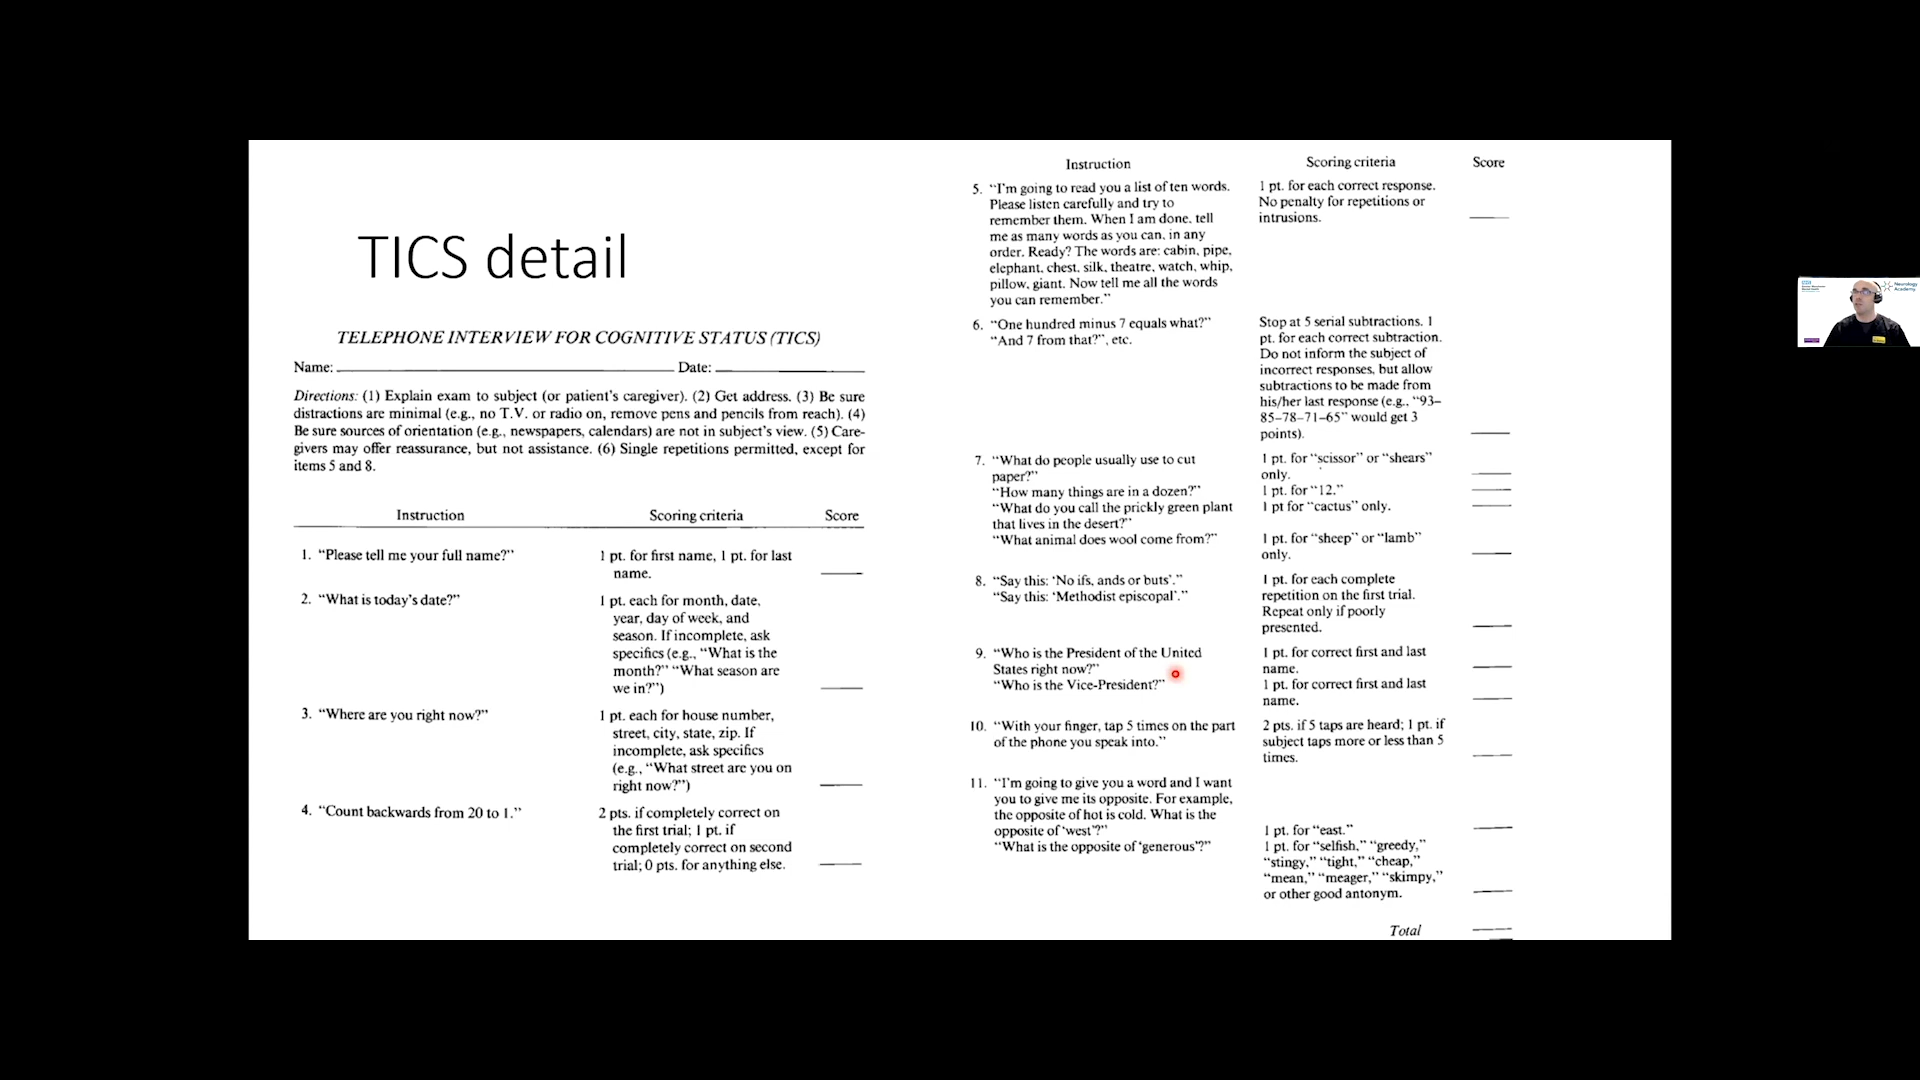 TICS detail
TELEPHONE INTERVIEW FOR COGNITIVE STATUS (TICS)
Name: Date:
Directions: (1) Explain exam to subject (or patient's caregiver). (2) Get address. (3) Be sure
distractions are minimal (e.g., no T.V. or radio on, remove pens and pencils from reach). (4)
Be sure sources of orientation (e.g., newspapers, calendars) are not in subject's view. (5) Care-
givers may offer reassurance, but not assistance. (6) Single repetitions permitted, except for
items 5 and 8.
Instruction Scoring criteria Score
1. “Please tell me your full name?” 1 pt. for first name, 1 pt. for last
name.
2. “What is today's date?” 1 pt. each for month, date,
year, day of week, and
season. If incomplete, ask
specifics (e.g., “What is the
month?” “What season are
we in?”)
3. “Where are you right now?” 1 pt. each for house number,
street, city, state, zip. If
incomplete, ask specifics
(e.g., “What street are you on
right now?”)
4. “Count backwards from 20 to 1.” 2 pts. if completely correct on
the first trial; 1 pt. if
completely correct on second
trial; 0 pts. for anything else.
Instruction Scoring criteria Score
5. “I'm going to read you a list of ten words. 1 pt. for each correct response.
Please listen carefully and try to No penalty for repetitions or
remember them. When I am done, tell intrusions.
me as many words as you can, in any
order. Ready? The words are: cabin, pipe,
elephant, chest, silk, theatre, watch, whip,
pillow, giant. Now tell me all the words
you can remember.”
6. “One hundred minus 7 equals what?” Stop at 5 serial subtractions. 1
“And 7 from that?”, etc. pt. for each correct subtraction.
Do not inform the subject of
incorrect responses, but allow
subtractions to be made from
his/her last response (e.g., “93–
85–78–71–65” would get 3
points).
7. “What do people usually use to cut 1 pt. for “scissor” or “shears”
paper?” only.
“How many things are in a dozen?” 1 pt. for “12.”
“What do you call the prickly green plant 1 pt for “cactus” only.
that lives in the desert?”
“What animal does wool come from?” 1 pt. for “sheep” or “lamb”
only.
8. “Say this: ‘No ifs, ands or buts’.” 1 pt. for each complete
“Say this: ‘Methodist episcopal’.” repetition on the first trial.
Repeat only if poorly
presented.
9. “Who is the President of the United 1 pt. for correct first and last
States right now?” name.
“Who is the Vice-President?” 1 pt. for correct first and last
name.
10. “With your finger, tap 5 times on the part 2 pts. if 5 taps are heard; 1 pt. if
of the phone you speak into.” subject taps more or less than 5
times.
11. “I'm going to give you a word and I want
you to give me its opposite. For example,
the opposite of hot is cold. What is the
opposite of ‘west’?” 1 pt. for “east.”
“What is the opposite of ‘generous’?” 1 pt. for “selfish,” “greedy,”
“stingy,” “tight,” “cheap,”
“mean,” “meager,” “skimpy,”
or other good antonym.
Total
Neurology
Academy